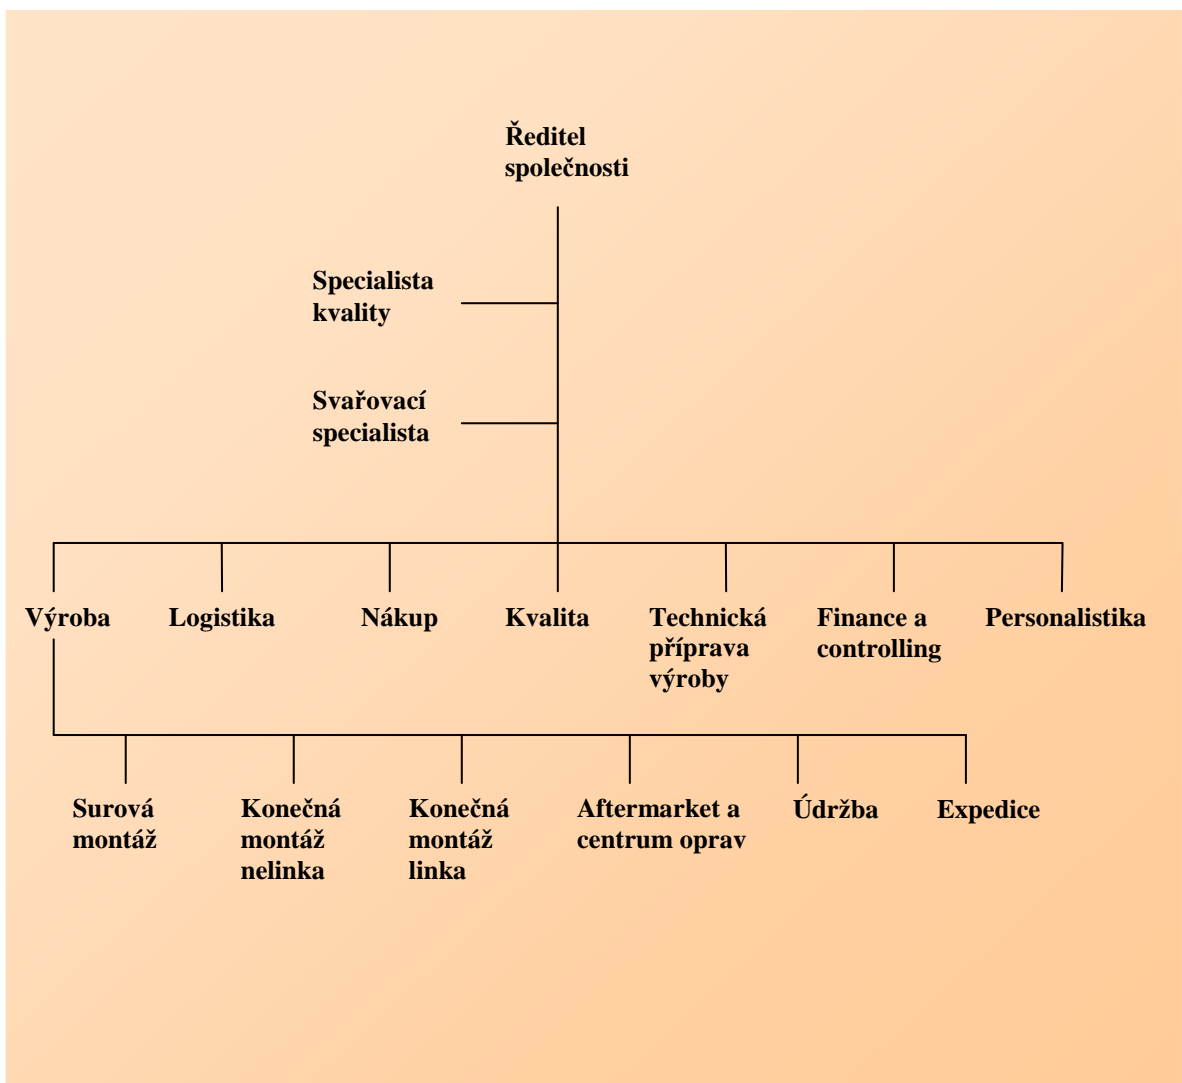 Ředitel
společnosti
Specialista
kvality
Svařovací
specialista
Výroba
Logistika
Nákup
Kvalita
Technická
příprava
výroby
Finance a
controlling
Personalistika
Surová
montáž
Konečná
montáž
nelinka
Konečná
montáž
linka
Aftermarket a
centrum oprav
Údržba
Expedice